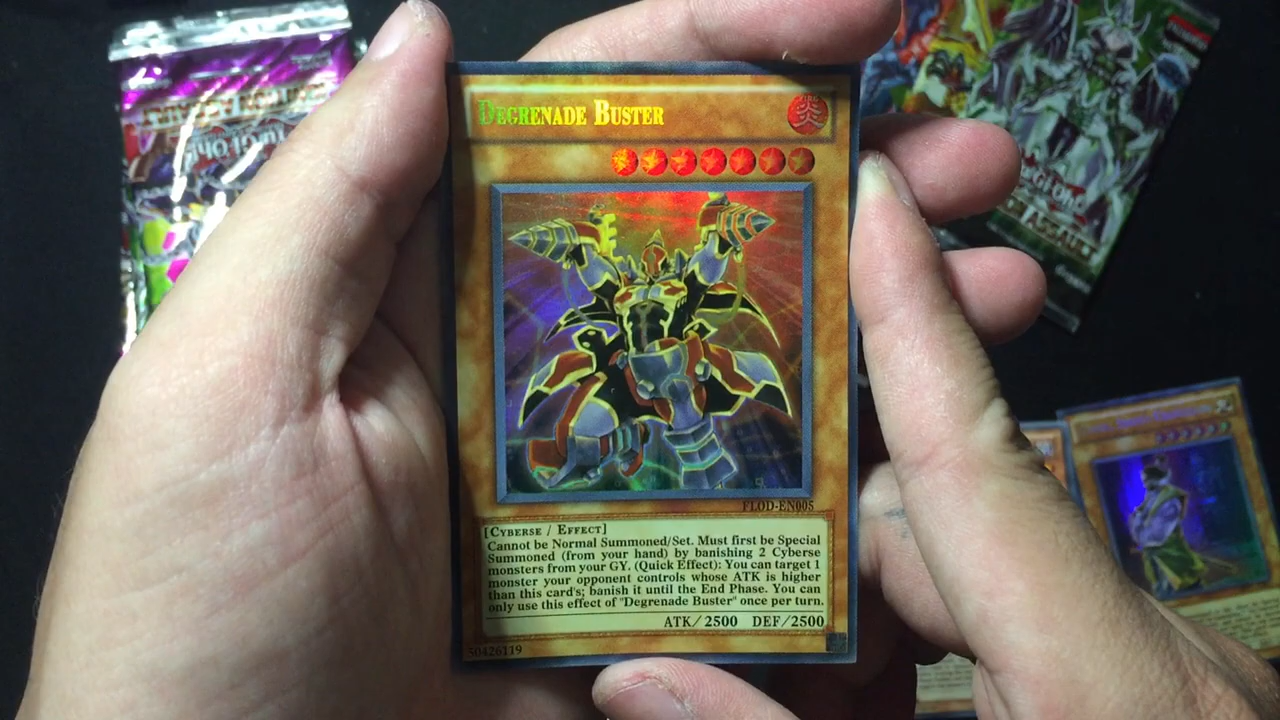 DEGRENADE BUSTER
炎
FLOD-EN005
[CYBERSE / EFFECT]
Cannot be Normal Summoned/Set. Must first be Special
Summoned (from your hand) by banishing 2 Cyberse
monsters from your GY. (Quick Effect): You can target 1
monster your opponent controls whose ATK is higher
than this card's; banish it until the End Phase. You can
only use this effect of "Degrenade Buster" once per turn.
ATK/2500 DEF/2500
50426119
ASSAULT